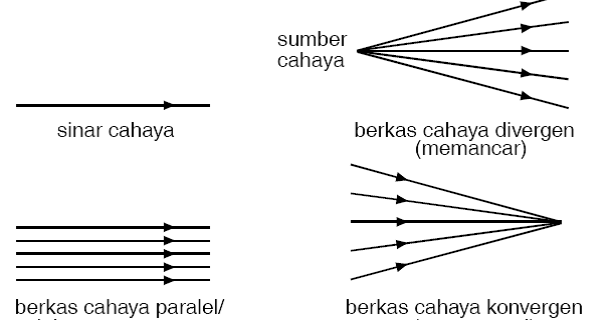 sumber
cahaya
sinar cahaya
berkas cahaya divergen
(memancar)
berkas cahaya paralel/
berkas cahaya konvergen